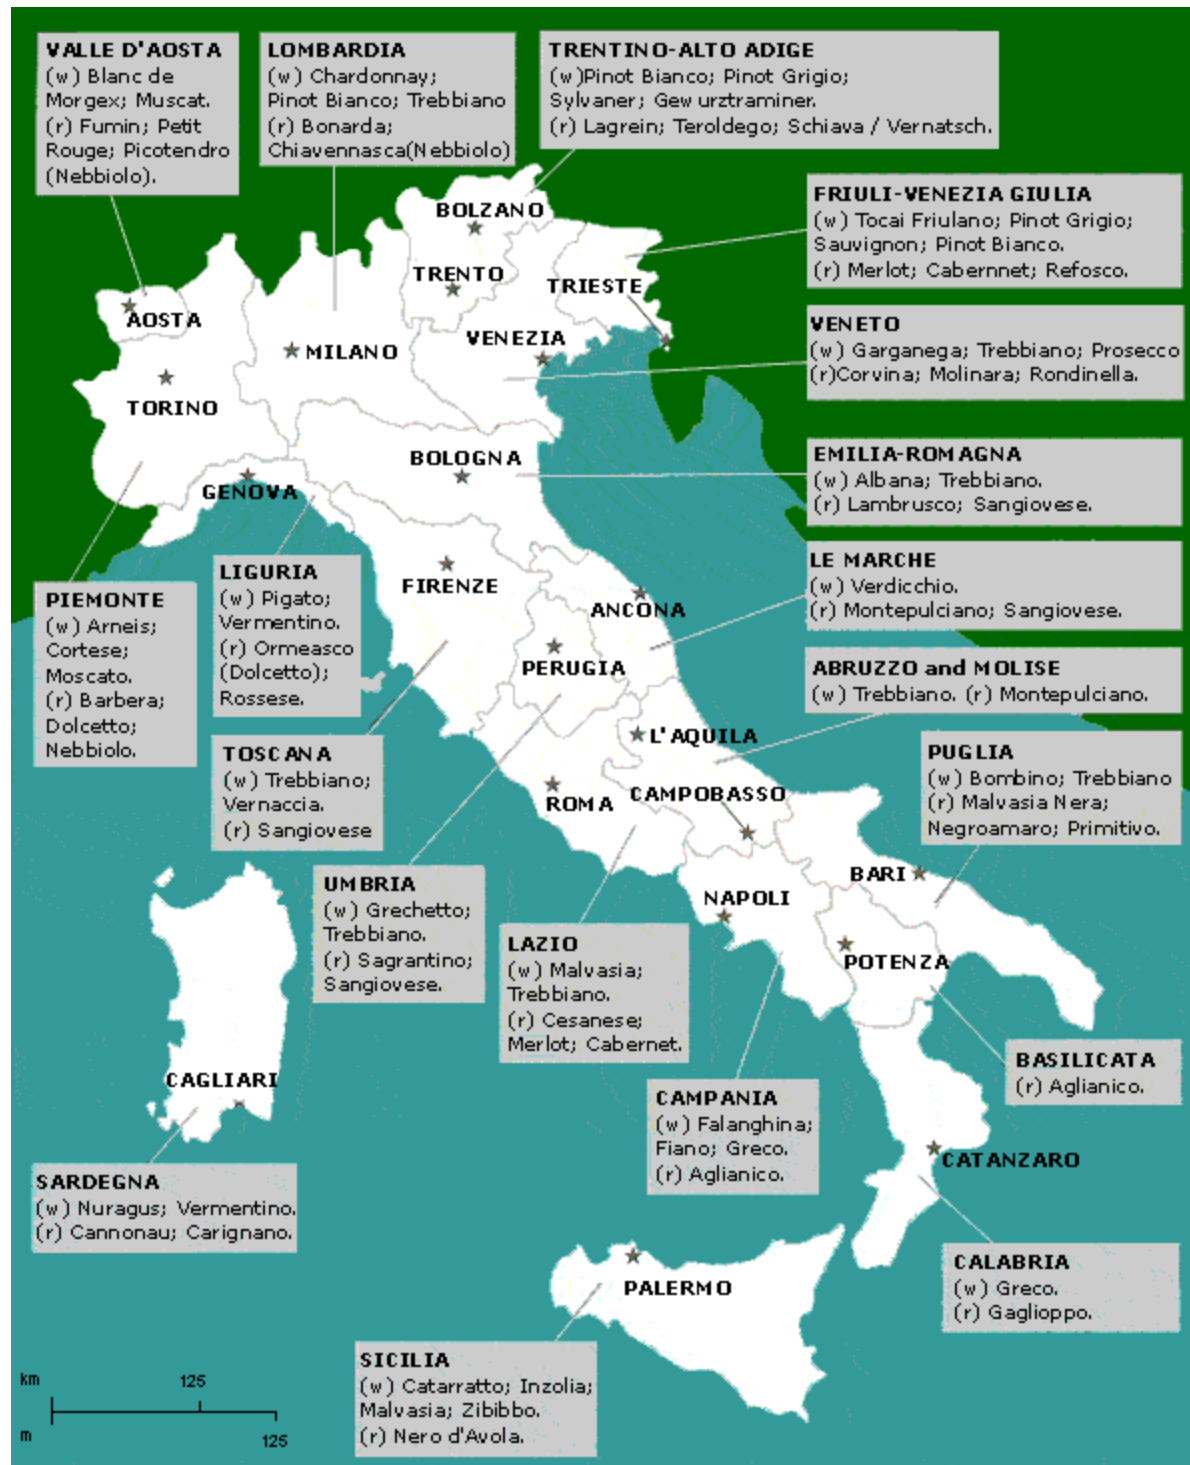 VALLE D'AOSTA
(w) Blanc de
Morgex; Muscat.
(r) Fumin; Petit
Rouge; Picotendro
(Nebbiolo).
LOMBARDIA
(w) Chardonnay;
Pinot Bianco; Trebbiano
(r) Bonarda;
Chiavennasca(Nebbiolo)
TRENTINO-ALTO ADIGE
(w)Pinot Bianco; Pinot Grigio;
Sylvaner; Gew urztraminer.
(r) Lagrein; Teroldego; Schiava / Vernatsch.
FRIULI-VENEZIA GIULIA
(w) Tocai Friulano; Pinot Grigio;
Sauvignon; Pinot Bianco.
(r) Merlot; Cabernnet; Refosco.
BOLZANO
TRENTO
TRIESTE
AOSTA
MILANO
VENEZIA
VENETO
(w) Garganega; Trebbiano; Prosecco
(r)Corvina; Molinara; Rondinella.
TORINO
BOLOGNA
GENOVA
EMILIA-ROMAGNA
(w) Albana; Trebbiano.
(r) Lambrusco; Sangiovese.
FIRENZE
ANCONA
LE MARCHE
(w) Verdicchio.
(r) Montepulciano; Sangiovese.
PIEMONTE
(w) Arneis;
Cortese;
Moscato.
(r) Barbera;
Dolcetto;
Nebbiolo.
LIGURIA
(w) Pigato;
Vermentino.
(r) Ormeasco
(Dolcetto);
Rossese.
PERUGIA
ABRUZZO and MOLISE
(w) Trebbiano. (r) Montepulciano.
TOSCANA
(w) Trebbiano;
Vernaccia.
(r) Sangiovese
L'AQUILA
ROMA
CAMPOBASSO
PUGLIA
(w) Bombino; Trebbiano
(r) Malvasia Nera;
Negroamaro; Primitivo.
UMBRIA
(w) Grechetto;
Trebbiano.
(r) Sagrantino;
Sangiovese.
BARI
NAPOLI
POTENZA
LAZIO
(w) Malvasia;
Trebbiano.
(r) Cesanese;
Merlot; Cabernet.
CAGLIARI
BASILICATA
(r) Aglianico.
CAMPANIA
(w) Falanghina;
Fiano; Greco.
(r) Aglianico.
SARDEGNA
(w) Nuragus; Vermentino.
(r) Cannonau; Carignano.
CATANZARO
CALABRIA
(w) Greco.
(r) Gaglioppo.
PALERMO
SICILIA
(w) Catarratto; Inzolia;
Malvasia; Zibibbo.
(r) Nero d'Avola.
km 125
m 125